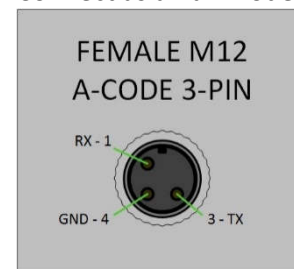 FEMALE M12
A-CODE 3-PIN
RX - 1
GND - 4
3 - TX